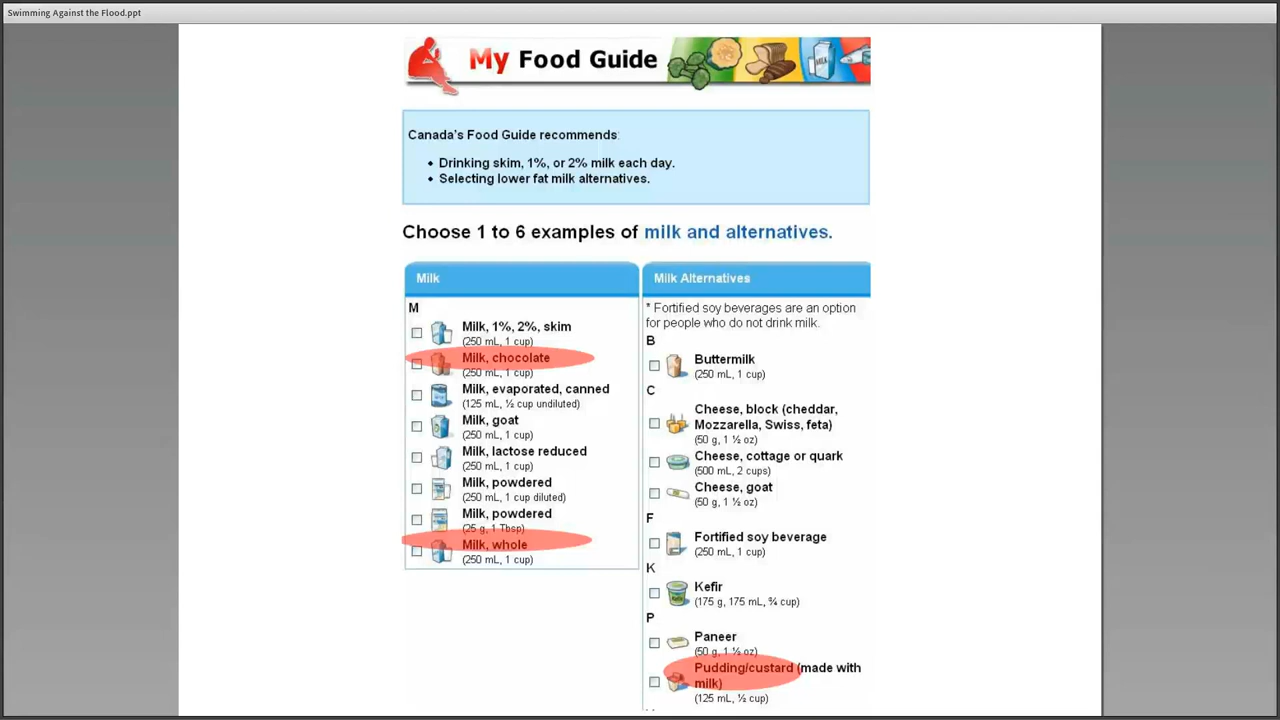 Swimming Against the Flood.ppt
My Food Guide
MILK
Canada's Food Guide recommends:
• Drinking skim, 1%, or 2% milk each day.
• Selecting lower fat milk alternatives.
Choose 1 to 6 examples of milk and alternatives.
Milk
M
Milk, 1%, 2%, skim
(250 mL, 1 cup)
Milk, chocolate
(250 mL, 1 cup)
Milk, evaporated, canned
(125 mL, ½ cup undiluted)
Milk, goat
(250 mL, 1 cup)
Milk, lactose reduced
(250 mL, 1 cup)
Milk, powdered
(250 mL, 1 cup diluted)
Milk, powdered
(25 g, 1 Tbsp)
Milk, whole
(250 mL, 1 cup)
Milk Alternatives
* Fortified soy beverages are an option
for people who do not drink milk.
B
Buttermilk
(250 mL, 1 cup)
C
Cheese, block (cheddar,
Mozzarella, Swiss, feta)
(50 g, 1 ½ oz)
Cheese, cottage or quark
(500 mL, 2 cups)
Cheese, goat
(50 g, 1 ½ oz)
F
Fortified soy beverage
(250 mL, 1 cup)
K
Kefir
(175 g, 175 mL, ¾ cup)
P
Paneer
(50 g, 1 ½ oz)
Pudding/custard (made with
milk)
(125 mL, ½ cup)